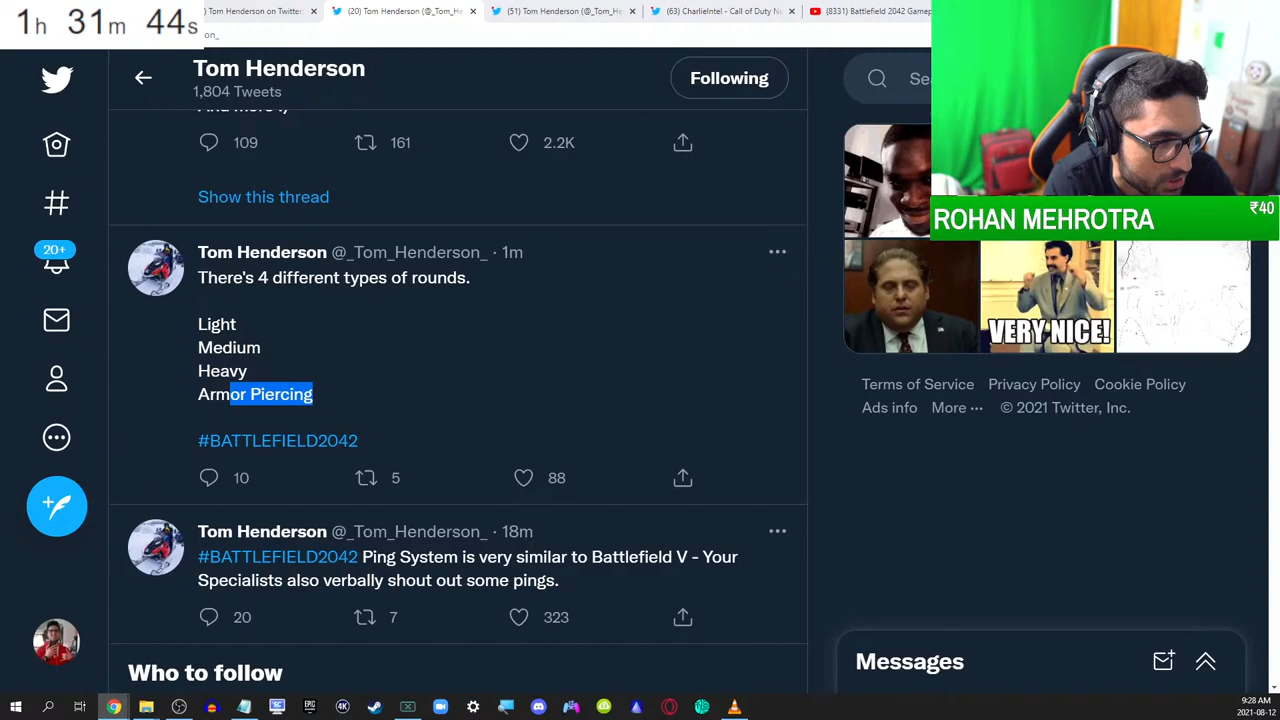 1h 31m 44s
Tom Henderson on Twitter
(20) Tom Henderson (@_Tom_He
(51) Tom Henderson (@_Tom_He
(63) CharlieIntel - Call of Duty Ne
(8331) Battlefield 2042 Gamep
on_
Tom Henderson
1,804 Tweets
Following
109 161 2.2K
Show this thread
Tom Henderson @_Tom_Henderson_ · 1m
There's 4 different types of rounds.
Light
Medium
Heavy
Armor Piercing
#BATTLEFIELD2042
10 5 88
Tom Henderson @_Tom_Henderson_ · 18m
#BATTLEFIELD2042 Ping System is very similar to Battlefield V - Your
Specialists also verbally shout out some pings.
20 7 323
Who to follow
20+
Se
ROHAN MEHROTRA ₹40
VERY NICE!
Terms of Service Privacy Policy Cookie Policy
Ads info More ··· © 2021 Twitter, Inc.
Messages
9:28 AM
2021-08-12